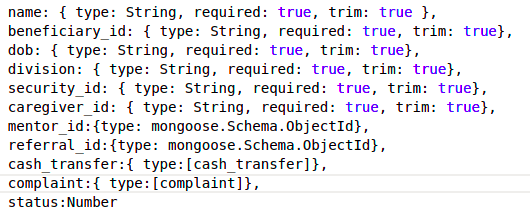 name: { type: String, required: true, trim: true },
beneficiary_id: { type: String, required: true, trim: true},
dob: { type: String, required: true, trim: true},
division: { type: String, required: true, trim: true},
security_id: { type: String, required: true, trim: true},
caregiver_id: { type: String, required: true, trim: true},
mentor_id:{type: mongoose.Schema.ObjectId},
referral_id:{type: mongoose.Schema.ObjectId},
cash_transfer:{ type:[cash_transfer]},
complaint:{ type:[complaint]},
status:Number